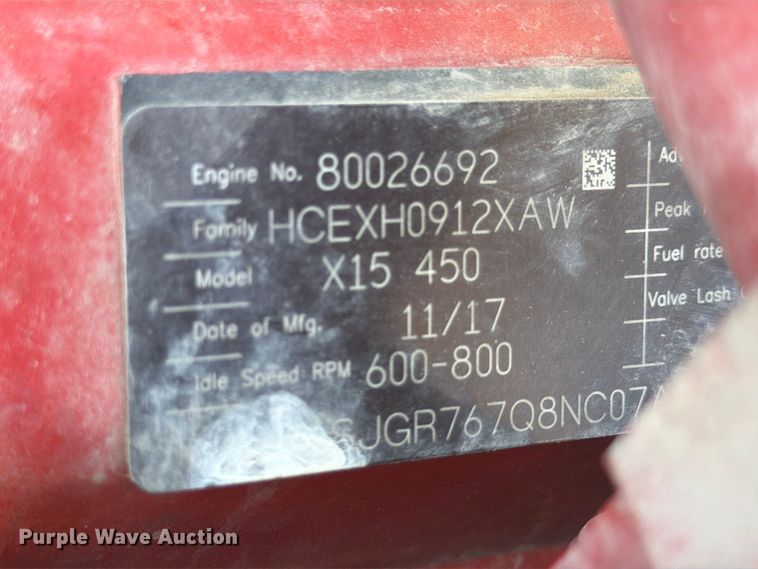 Engine No. 80026692
Family HCEXH0912XAW
Model X15 450
Date of Mfg. 11/17
Idle Speed RPM 600-800
Peak
Fuel rate
Valve Lash
Purple Wave Auction